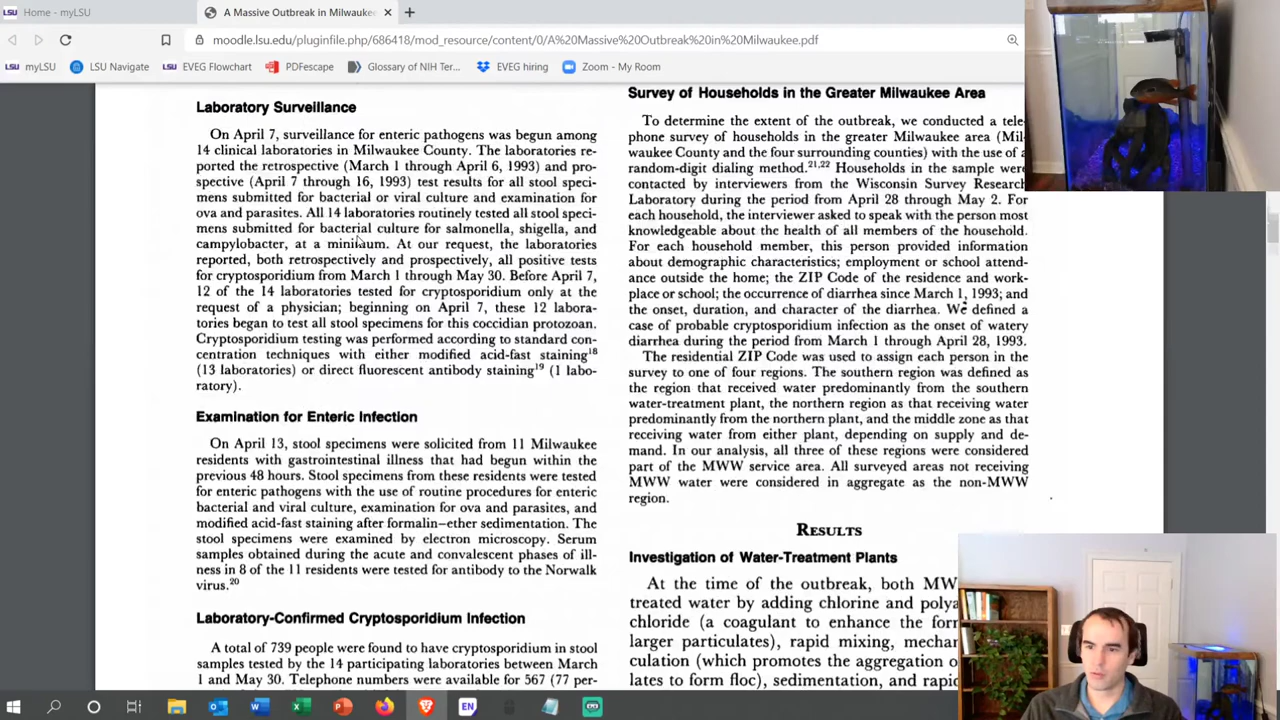 Home - myLSU
A Massive Outbreak in Milwaukee
moodle.lsu.edu/pluginfile.php/686418/mod_resource/content/0/A%20Massive%20Outbreak%20in%20Milwaukee.pdf
LSU myLSU
LSU Navigate
LSU EVEG Flowchart
PDFescape
Glossary of NIH Ter...
EVEG hiring
Zoom - My Room
Laboratory Surveillance
On April 7, surveillance for enteric pathogens was begun among
14 clinical laboratories in Milwaukee County. The laboratories re-
ported the retrospective (March 1 through April 6, 1993) and pro-
spective (April 7 through 16, 1993) test results for all stool speci-
mens submitted for bacterial or viral culture and examination for
ova and parasites. All 14 laboratories routinely tested all stool speci-
mens submitted for bacterial culture for salmonella, shigella, and
campylobacter, at a minimum. At our request, the laboratories
reported, both retrospectively and prospectively, all positive tests
for cryptosporidium from March 1 through May 30. Before April 7,
12 of the 14 laboratories tested for cryptosporidium only at the
request of a physician; beginning on April 7, these 12 labora-
tories began to test all stool specimens for this coccidian protozoan.
Cryptosporidium testing was performed according to standard con-
centration techniques with either modified acid-fast staining18
(13 laboratories) or direct fluorescent antibody staining19 (1 labo-
ratory).
Examination for Enteric Infection
On April 13, stool specimens were solicited from 11 Milwaukee
residents with gastrointestinal illness that had begun within the
previous 48 hours. Stool specimens from these residents were tested
for enteric pathogens with the use of routine procedures for enteric
bacterial and viral culture, examination for ova and parasites, and
modified acid-fast staining after formalin–ether sedimentation. The
stool specimens were examined by electron microscopy. Serum
samples obtained during the acute and convalescent phases of ill-
ness in 8 of the 11 residents were tested for antibody to the Norwalk
virus.20
Laboratory-Confirmed Cryptosporidium Infection
A total of 739 people were found to have cryptosporidium in stool
samples tested by the 14 participating laboratories between March
1 and May 30. Telephone numbers were available for 567 (77 per-
Survey of Households in the Greater Milwaukee Area
To determine the extent of the outbreak, we conducted a tele-
phone survey of households in the greater Milwaukee area (Mil-
waukee County and the four surrounding counties) with the use of a
random-digit dialing method.21,22 Households in the sample were
contacted by interviewers from the Wisconsin Survey Research
Laboratory during the period from April 28 through May 2. For
each household, the interviewer asked to speak with the person most
knowledgeable about the health of all members of the household.
For each household member, this person provided information
about demographic characteristics; employment or school attend-
ance outside the home; the ZIP Code of the residence and work-
place or school; the occurrence of diarrhea since March 1, 1993; and
the onset, duration, and character of the diarrhea. We defined a
case of probable cryptosporidium infection as the onset of watery
diarrhea during the period from March 1 through April 28, 1993.
The residential ZIP Code was used to assign each person in the
survey to one of four regions. The southern region was defined as
the region that received water predominantly from the southern
water-treatment plant, the northern region as that receiving water
predominantly from the northern plant, and the middle zone as that
receiving water from either plant, depending on supply and de-
mand. In our analysis, all three of these regions were considered
part of the MWW service area. All surveyed areas not receiving
MWW water were considered in aggregate as the non-MWW
region.
RESULTS
Investigation of Water-Treatment Plants
At the time of the outbreak, both MW
treated water by adding chlorine and polya
chloride (a coagulant to enhance the for
larger particulates), rapid mixing, mechan
culation (which promotes the aggregation o
lates to form floc), sedimentation, and rapid
EN